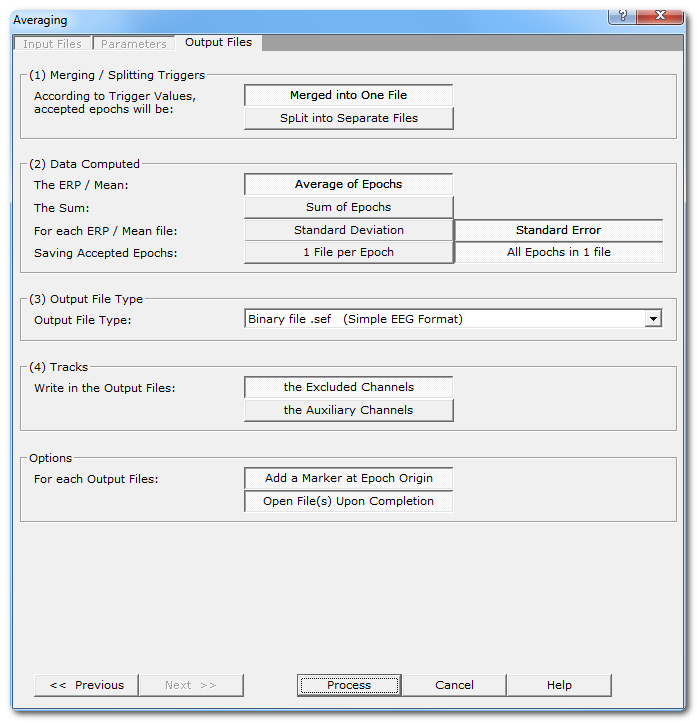 Averaging
?
Input Files Parameters Output Files
(1) Merging / Splitting Triggers
According to Trigger Values, accepted epochs will be:
Merged into One File
SpLit into Separate Files
(2) Data Computed
The ERP / Mean: Average of Epochs
The Sum: Sum of Epochs
For each ERP / Mean file: Standard Deviation Standard Error
Saving Accepted Epochs: 1 File per Epoch All Epochs in 1 file
(3) Output File Type
Output File Type: Binary file .sef (Simple EEG Format)
(4) Tracks
Write in the Output Files: the Excluded Channels
the Auxiliary Channels
Options
For each Output Files: Add a Marker at Epoch Origin
Open File(s) Upon Completion
<< Previous Next >> Process Cancel Help